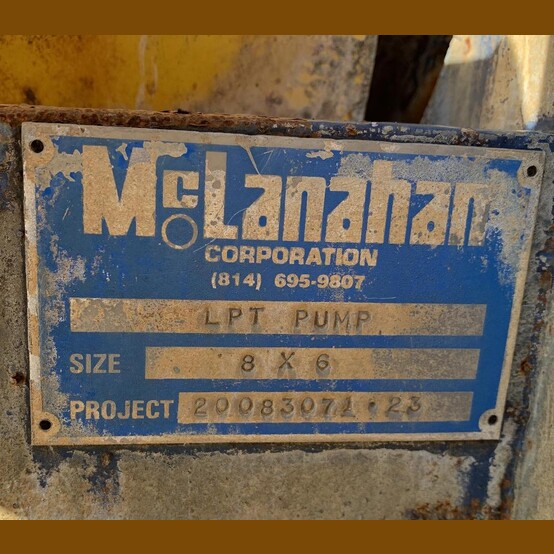 McLanahan
CORPORATION
(814) 695-9807
LPT PUMP
SIZE 8 X 6
PROJECT 20083071.23